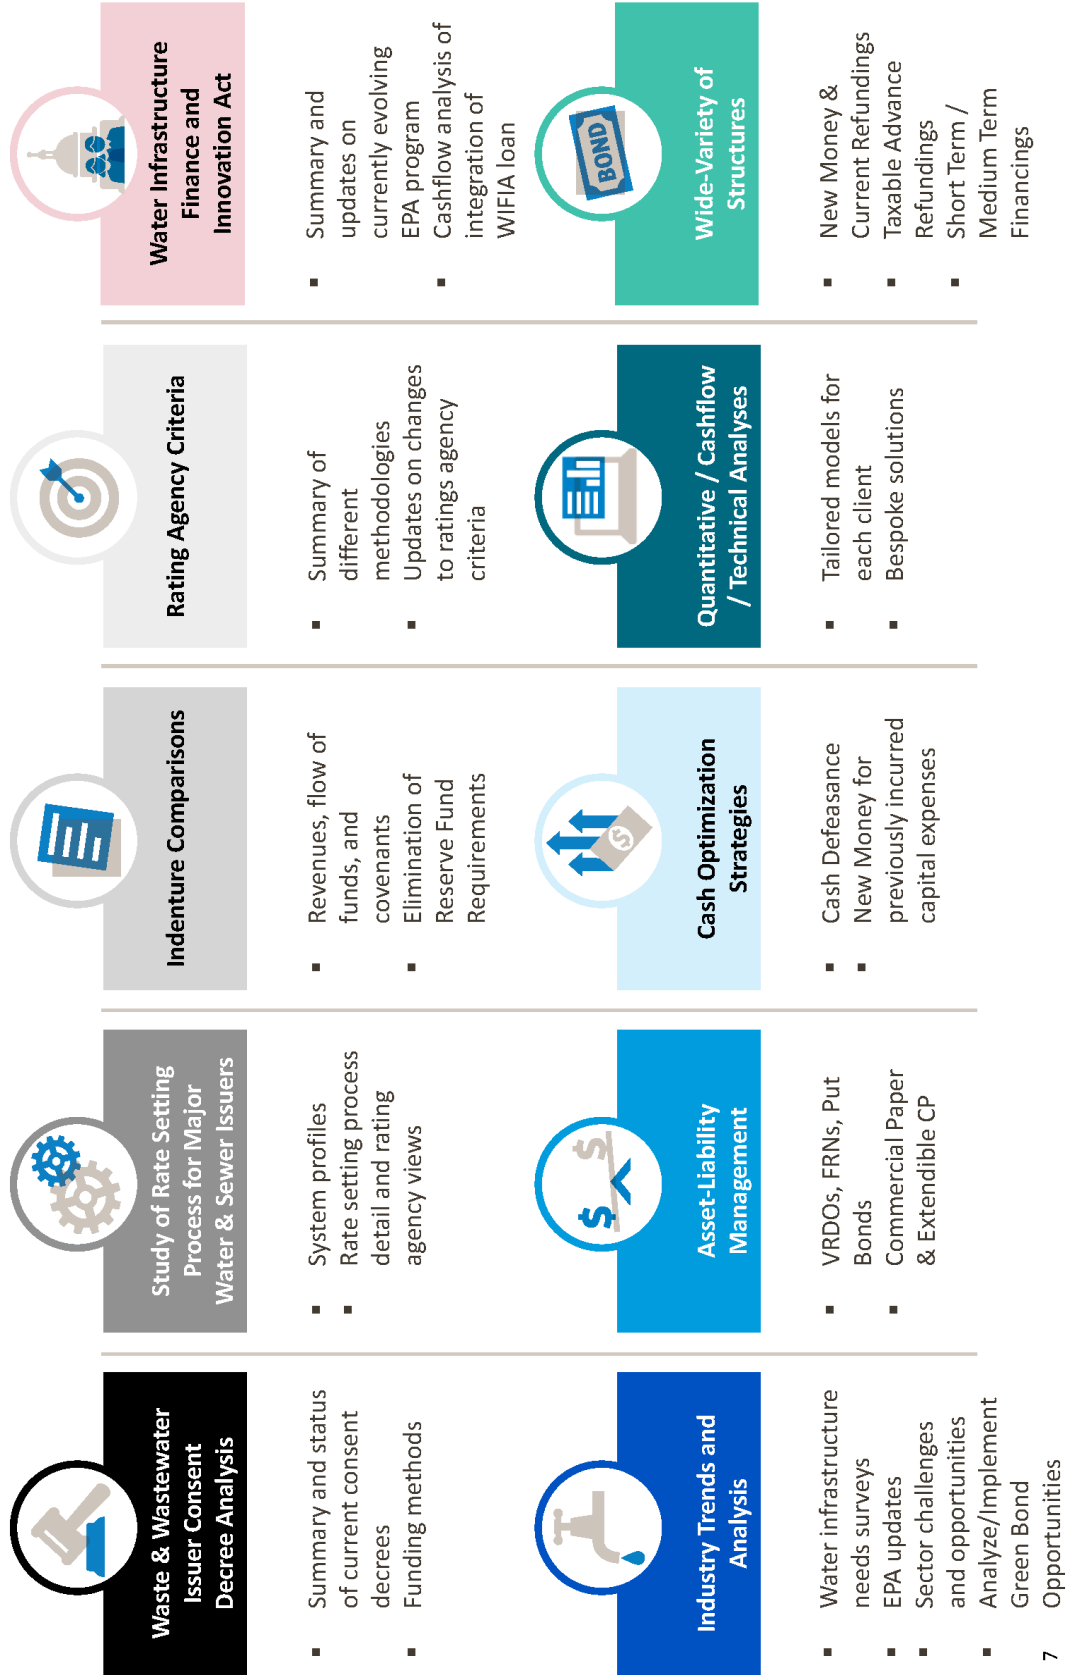 Waste & Wastewater
Issuer Consent
Decree Analysis
Summary and status
of current consent
decrees
Funding methods
Study of Rate Setting
Process for Major
Water & Sewer Issuers
System profiles
Rate setting process
detail and rating
agency views
Indenture Comparisons
Revenues, flow of
funds, and
covenants
Elimination of
Reserve Fund
Requirements
Rating Agency Criteria
Summary of
different
methodologies
Updates on changes
to ratings agency
criteria
Water Infrastructure
Finance and
Innovation Act
Summary and
updates on
currently evolving
EPA program
Cashflow analysis of
integration of
WIFIA loan
Industry Trends and
Analysis
Water infrastructure
needs surveys
EPA updates
Sector challenges
and opportunities
Analyze/Implement
Green Bond
Opportunities
$ $
Asset-Liability
Management
VRDOs, FRNs, Put
Bonds
Commercial Paper
& Extendible CP
$
Cash Optimization
Strategies
Cash Defeasance
New Money for
previously incurred
capital expenses
Quantitative / Cashflow
/ Technical Analyses
Tailored models for
each client
Bespoke solutions
BOND
Wide-Variety of
Structures
New Money &
Current Refundings
Taxable Advance
Refundings
Short Term /
Medium Term
Financings
7